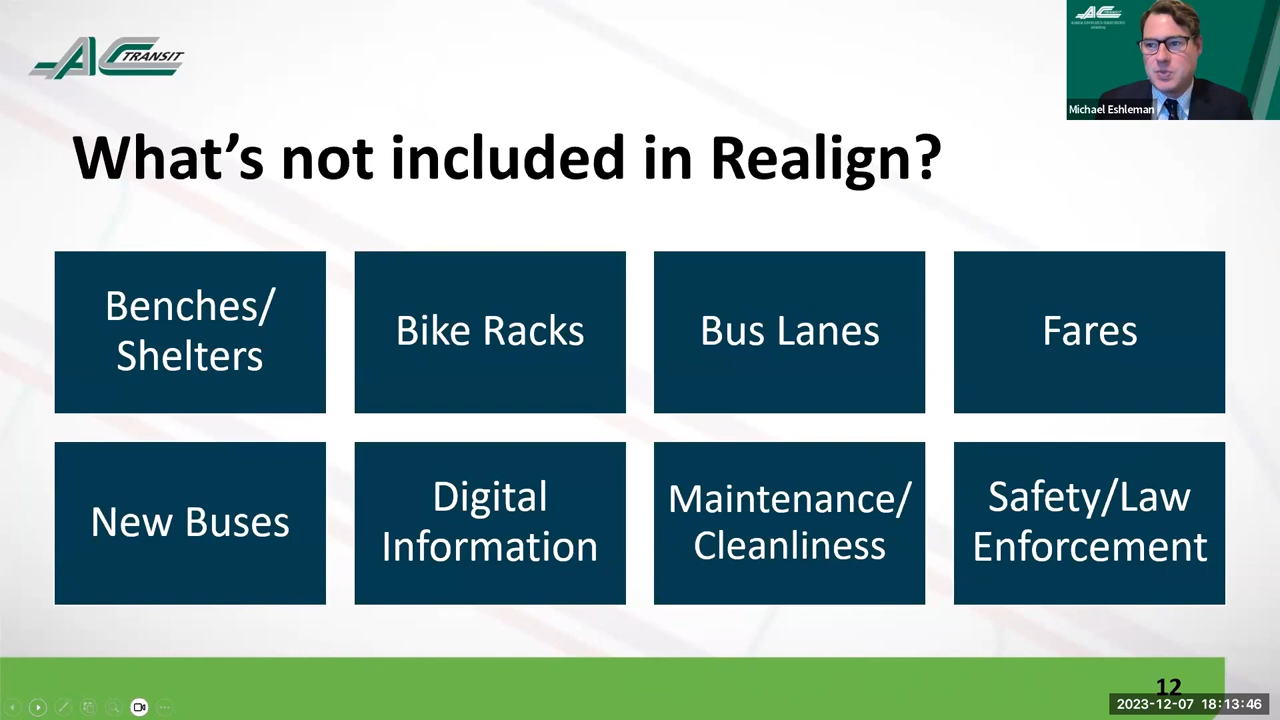 AC TRANSIT
Michael Eshleman
What's not included in Realign?
Benches/
Shelters
Bike Racks
Bus Lanes
Fares
New Buses
Digital
Information
Maintenance/
Cleanliness
Safety/Law
Enforcement
12
2023-12-07 18:13:46